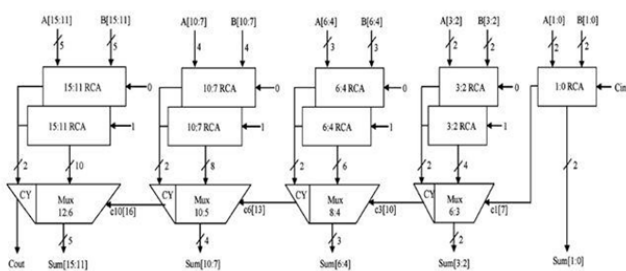 A[15:11] B[15:11] A[10:7] B[10:7] A[6:4] B[6:4] A[3:2] B[3:2] A[1:0] B[1:0]
5 5 4 4 3 3 2 2 2 2
15:11 RCA 0 10:7 RCA 0 6:4 RCA 0 3:2 RCA 0 1:0 RCA Cin
15:11 RCA 1 10:7 RCA 1 6:4 RCA 1 3:2 RCA 1
2 10 2 8 2 6 2 4 2
CY Mux 12:6 c10[16] CY Mux 10:5 c6[13] CY Mux 8:4 c3[10] CY Mux 6:3 c1[7]
5 4 3 2
Cout Sum[15:11] Sum[10:7] Sum[6:4] Sum[3:2] Sum[1:0]